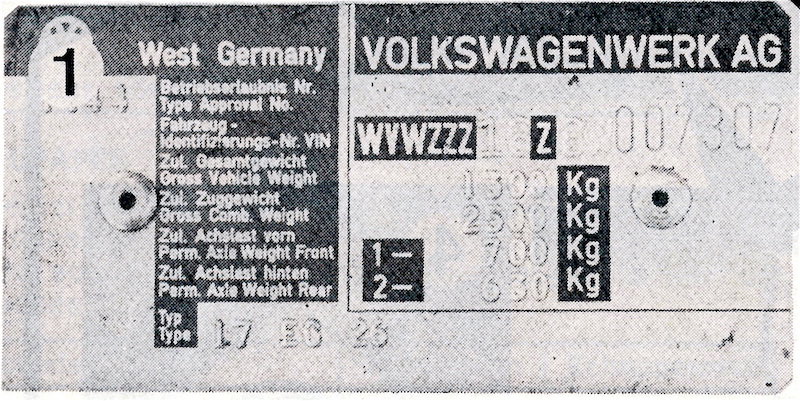 1
West Germany
VOLKSWAGENWERK AG
Betriebserlaubnis Nr.
Type Approval No.
Fahrzeug-
Identifizierungs-Nr. VIN
WVWZZZ Z 007307
Zul. Gesamtgewicht
Gross Vehicle Weight
1300 Kg
Zul. Zuggewicht
Gross Comb. Weight
2500 Kg
Zul. Achslast vorn
Perm. Axle Weight Front
1– 700 Kg
Zul. Achslast hinten
Perm. Axle Weight Rear
2– 630 Kg
Typ
Type
17